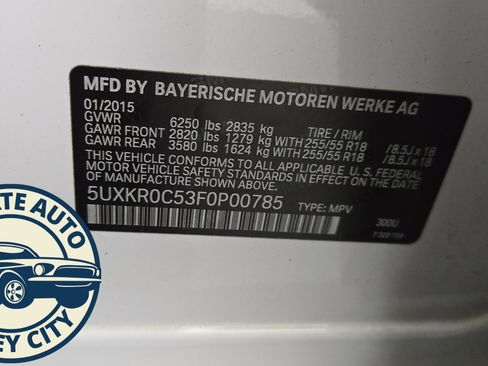 MFD BY BAYERISCHE MOTOREN WERKE AG
01/2015
GVWR 6250 lbs 2835 kg TIRE / RIM
GAWR FRONT 2820 lbs 1279 kg WITH 255/55 R18 /8.5J x 18
GAWR REAR 3580 lbs 1624 kg WITH 255/55 R18 /8.5J x 18
THIS VEHICLE CONFORMS TO ALL APPLICABLE U. S. FEDERAL
MOTOR VEHICLE SAFETY STANDARDS IN EFFECT ON THE
DATE OF MANUFACTURE SHOWN ABOVE.
5UXKR0C53F0P00785 TYPE: MPV 300U
ATE AUTO
EY CITY